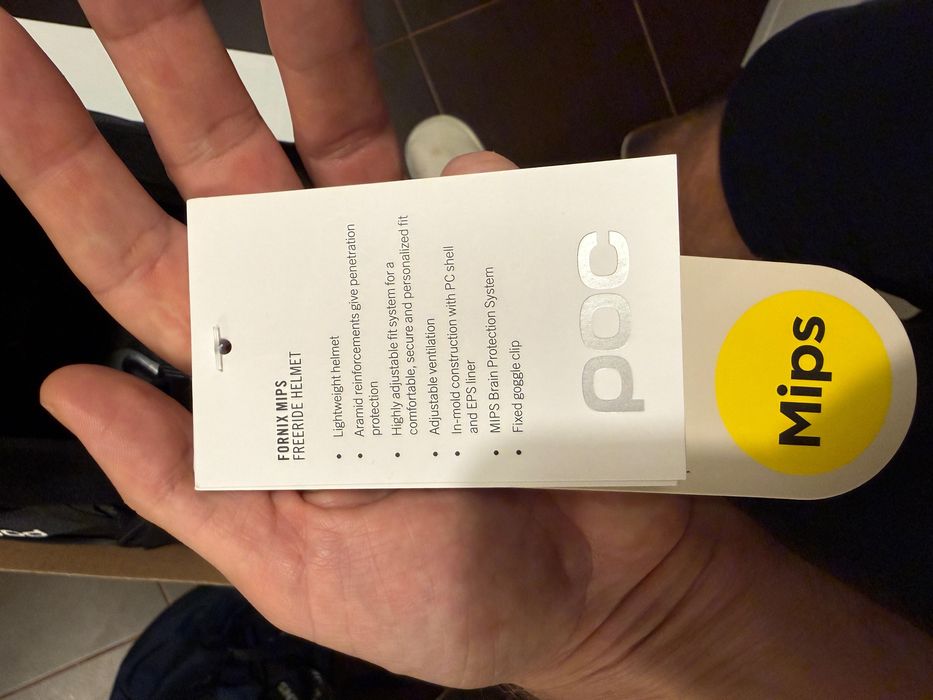 FORNIX MIPS
FREERIDE HELMET
• Lightweight helmet
• Aramid reinforcements give penetration
protection
• Highly adjustable fit system for a
comfortable, secure and personalized fit
• Adjustable ventilation
• In-mold construction with PC shell
and EPS liner
• MIPS Brain Protection System
• Fixed goggle clip
poc
Mips